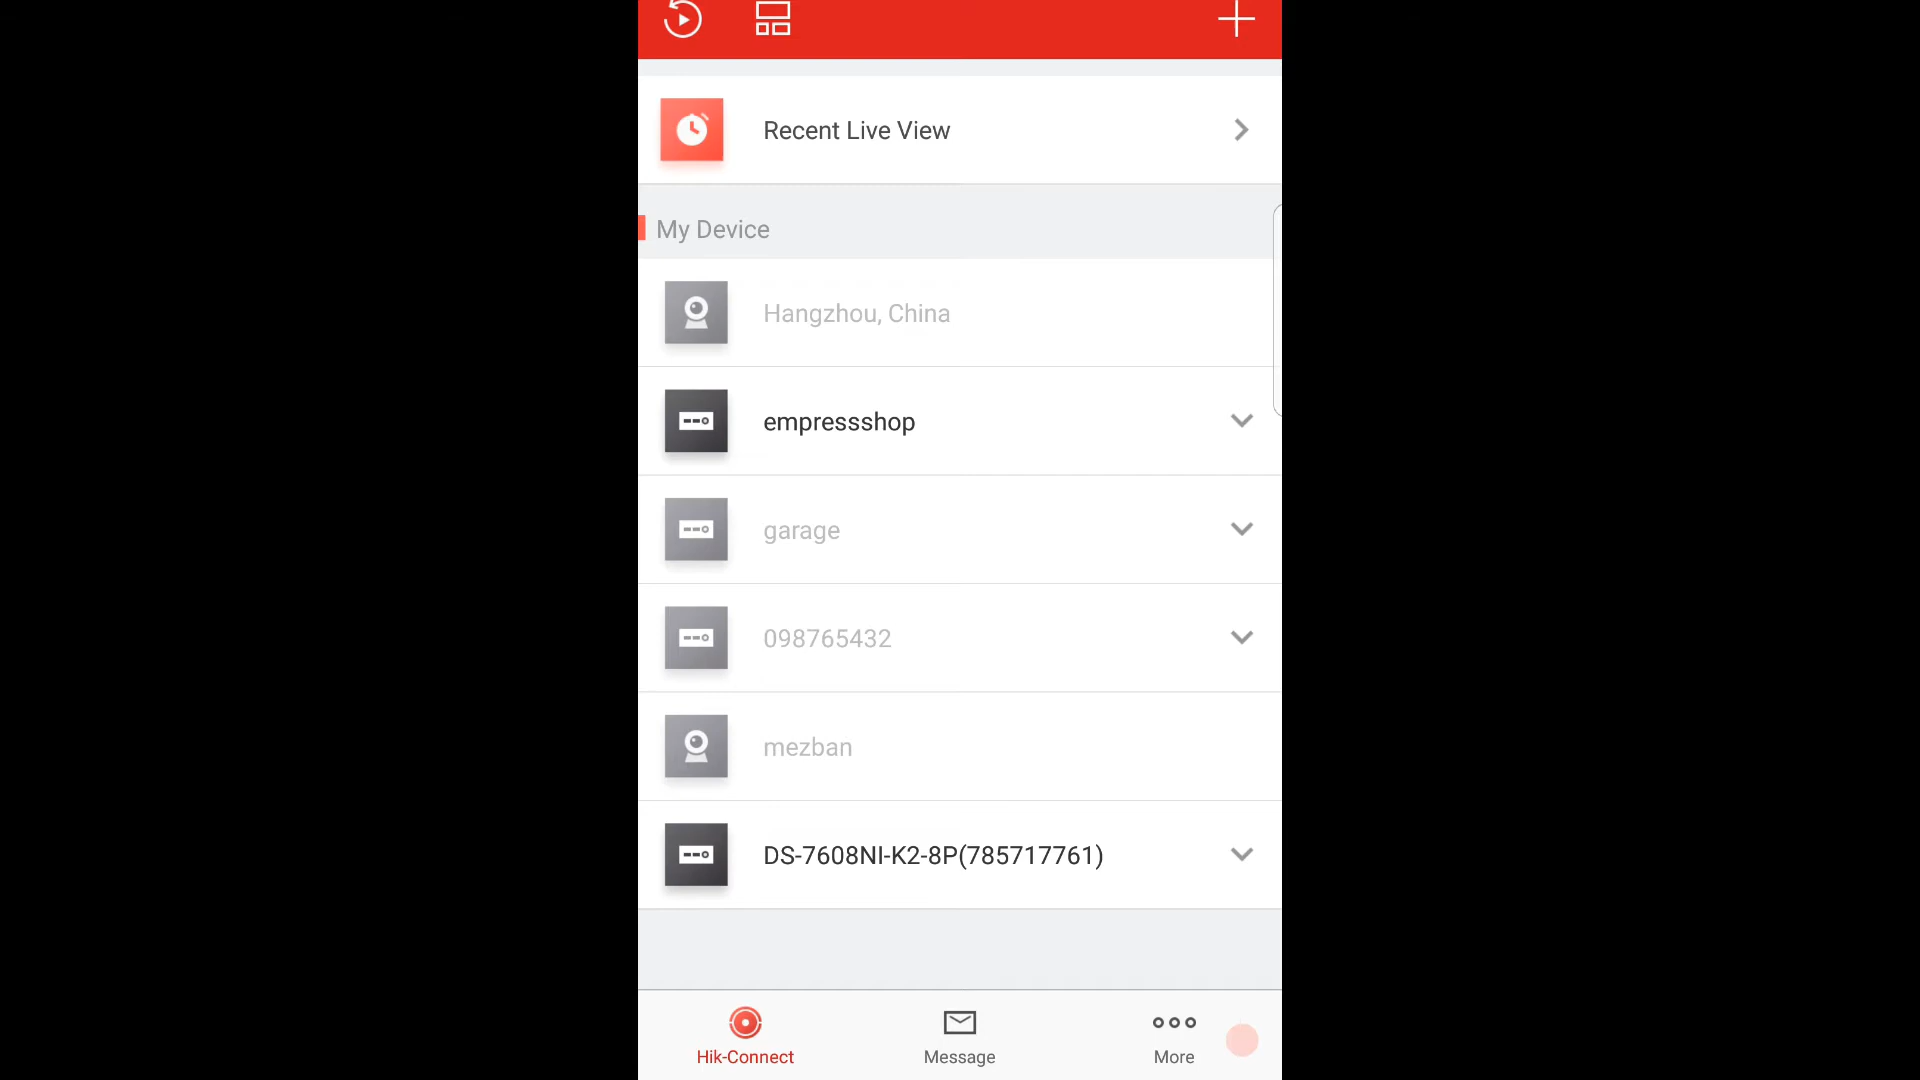 Recent Live View
My Device
Hangzhou, China
empressshop
garage
098765432
mezban
DS-7608NI-K2-8P(785717761)
Hik-Connect
Message
More